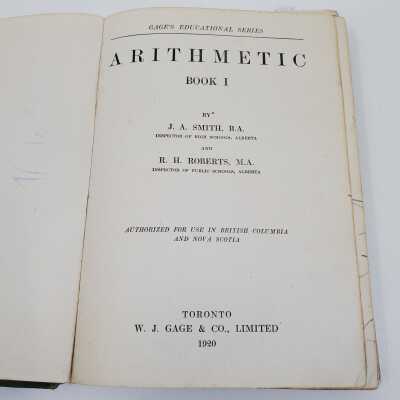 GAGE'S EDUCATIONAL SERIES
ARITHMETIC
BOOK I
BY
J. A. SMITH, B.A.
INSPECTOR OF HIGH SCHOOLS, ALBERTA
AND
R. H. ROBERTS, M.A.
INSPECTOR OF PUBLIC SCHOOLS, ALBERTA
AUTHORIZED FOR USE IN BRITISH COLUMBIA
AND NOVA SCOTIA
TORONTO
W. J. GAGE & CO., LIMITED
1920